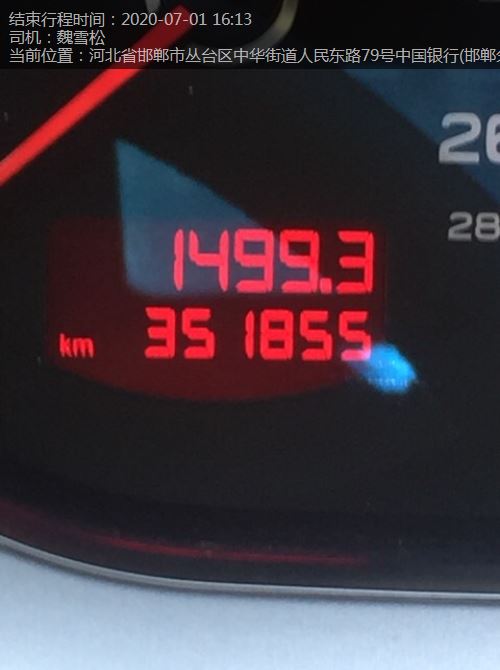 结束行程时间：2020-07-01 16:13
司机：魏雪松
当前位置：河北省邯郸市丛台区中华街道人民东路79号中国银行(邯郸
26
28
1499.3
km 351855